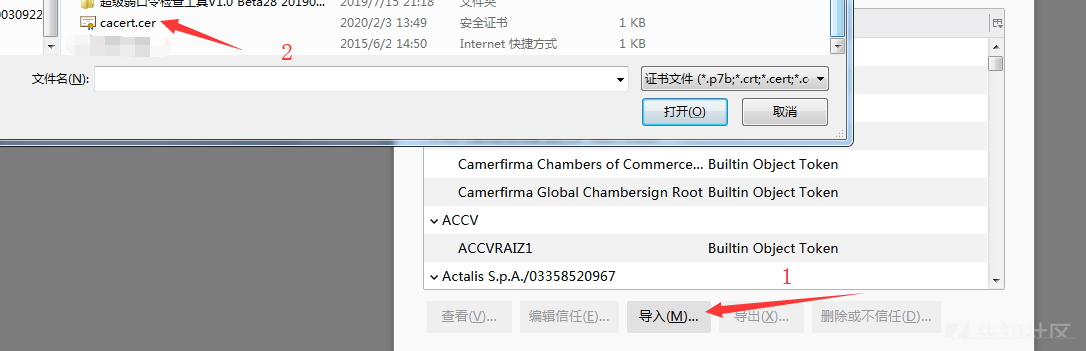 超级弱口令检查工具V1.0 Beta28 20190... 2019/7/15 21:18 文件夹
0030922
cacert.cer 2020/2/3 13:49 安全证书 1 KB
2
2015/6/2 14:50 Internet 快捷方式 1 KB
文件名(N): 证书文件 (*.p7b;*.crt;*.cert;*.c
打开(O) 取消
Camerfirma Chambers of Commerce... Builtin Object Token
Camerfirma Global Chambersign Root Builtin Object Token
ACCV
ACCVRAIZ1 Builtin Object Token
Actalis S.p.A./03358520967
1
查看(V)... 编辑信任(E)... 导入(M)... 导出(X)... 删除或不信任(D)...
先知社区